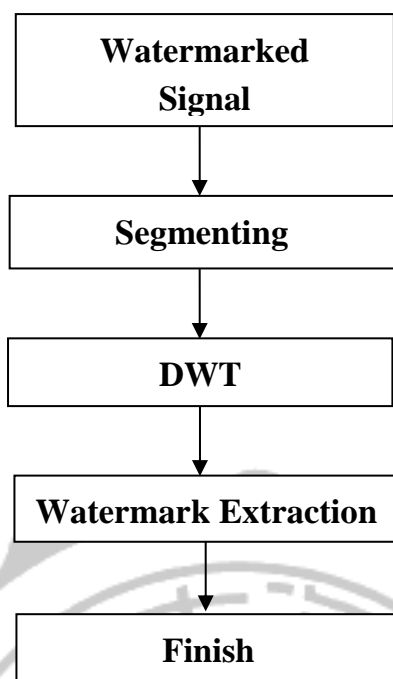 Watermarked
Signal
Segmenting
DWT
Watermark Extraction
Finish